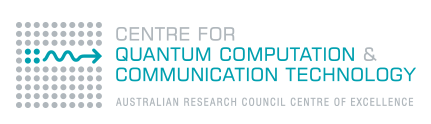 CENTRE FOR
QUANTUM COMPUTATION &
COMMUNICATION TECHNOLOGY
AUSTRALIAN RESEARCH COUNCIL CENTRE OF EXCELLENCE